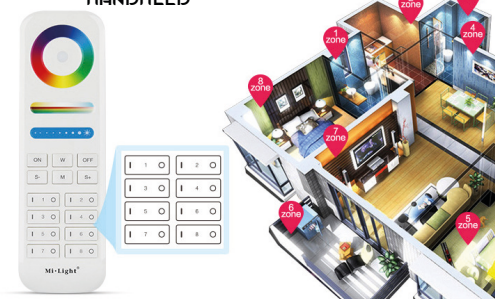 HANDHELD
ON W OFF
S- M S+
I 1 O I 2 O
I 3 O I 4 O
I 5 O I 6 O
I 7 O I 8 O
Mi•Light®
I 1 O I 2 O
I 3 O I 4 O
I 5 O I 6 O
I 7 O I 8 O
zone
1 zone
4 zone
8 zone
7 zone
6 zone
5 zone